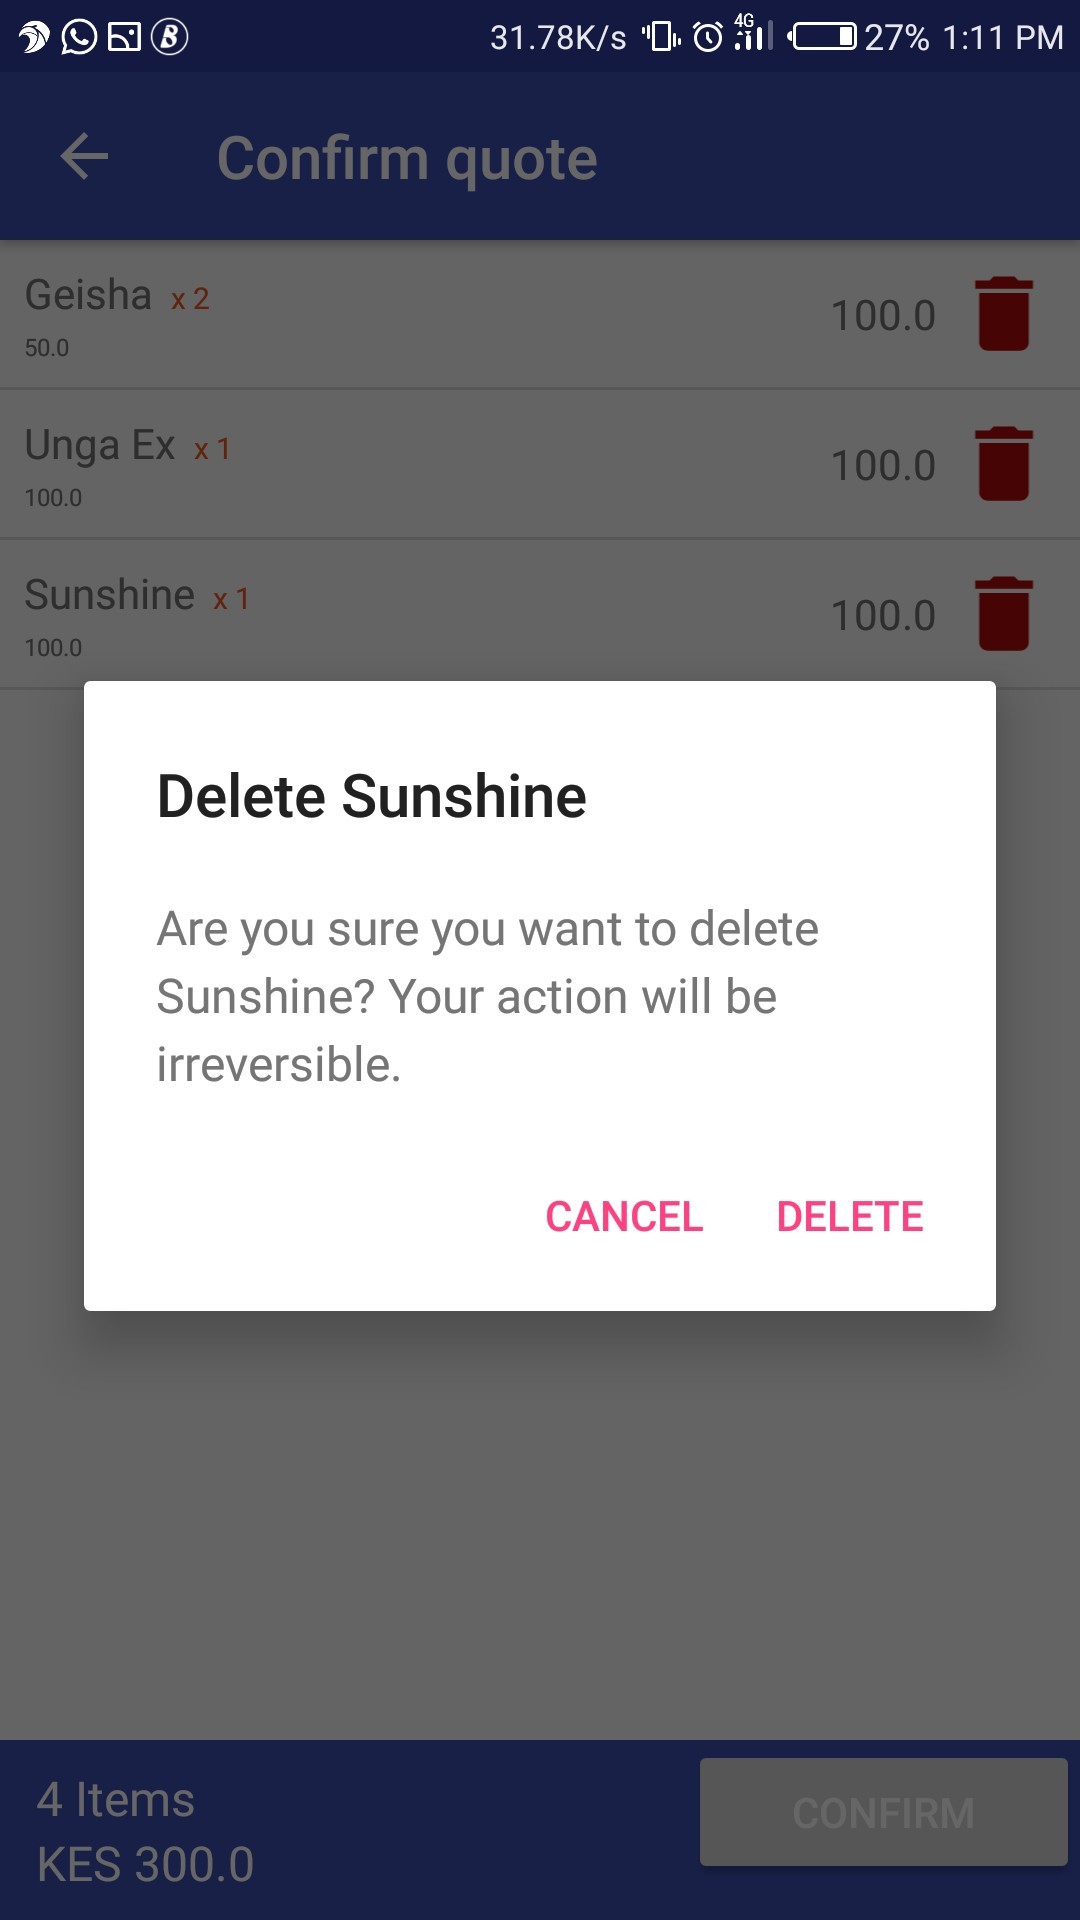 31.78K/s 4G 27% 1:11 PM
Confirm quote
Geisha x 2
50.0
100.0
Unga Ex x 1
100.0
100.0
Sunshine x 1
100.0
100.0
Delete Sunshine
Are you sure you want to delete
Sunshine? Your action will be
irreversible.
CANCEL DELETE
4 Items
KES 300.0
CONFIRM